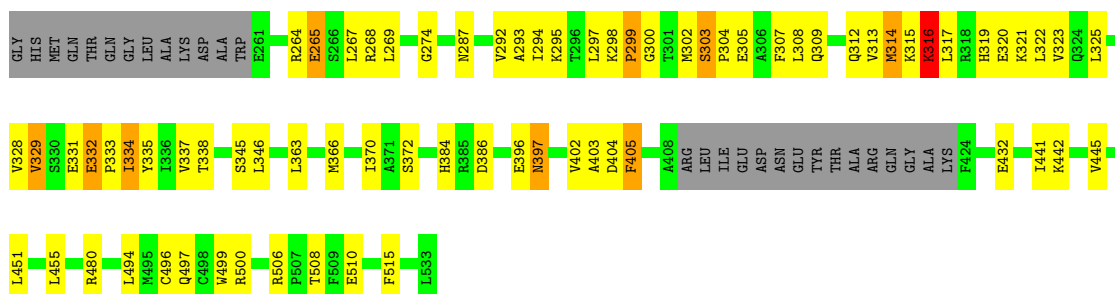 GLY HIS MET GLN THR GLN GLY LEU ALA LYS ASP ALA TRP E261 R264 E265 S266 L267 R268 L269 G274 N287 V292 A293 I294 K295 T296 L297 K298 P299 G300 T301 M302 S303 P304 E305 A306 F307 L308 Q309 Q312 V313 M314 K315 K316 L317 R318 H319 E320 K321 L322 V323 Q324 L325
V328 V329 S330 E331 E332 P333 I334 Y335 I336 V337 T338 S345 L346 L363 M366 I370 A371 S372 H384 R385 D386 E396 N397 V402 A403 D404 F405 A408 ARG LEU ILE GLU ASP ASN GLU TYR THR ALA ARG GLN GLY ALA LYS F424 E432 I441 K442 V445
L451 L455 R480 L494 M495 C496 Q497 C498 W499 R500 R506 P507 T508 F509 E510 F515 L533